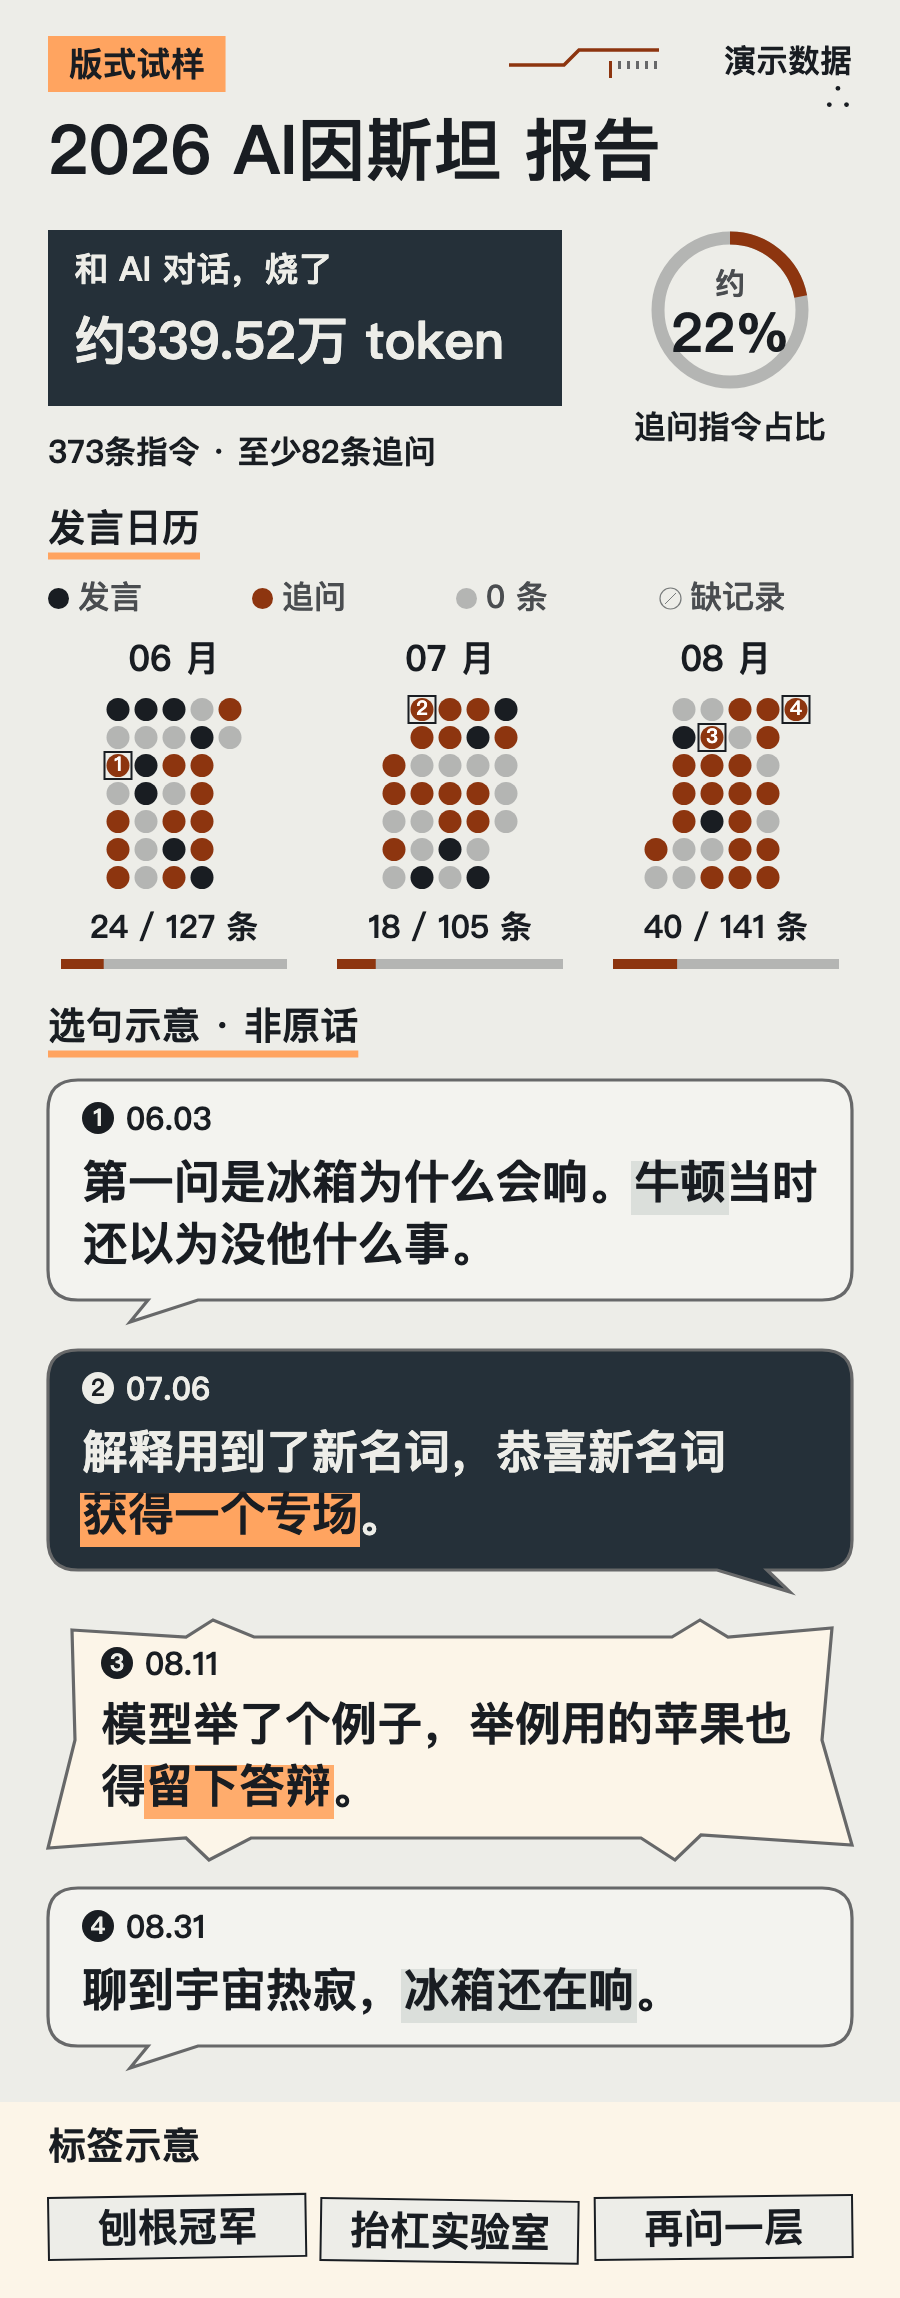 版式试样
演示数据
2026 AI因斯坦 报告
和 AI 对话，烧了
约339.52万 token
约
22%
追问指令占比
373条指令 · 至少82条追问
发言日历
发言
追问
0 条
缺记录
06 月
07 月
08 月
1
2
3
4
24 / 127 条
18 / 105 条
40 / 141 条
选句示意 · 非原话
1 06.03
第一问是冰箱为什么会响。牛顿当时
还以为没他什么事。
2 07.06
解释用到了新名词，恭喜新名词
获得一个专场。
3 08.11
模型举了个例子，举例用的苹果也
得留下答辩。
4 08.31
聊到宇宙热寂，冰箱还在响。
标签示意
刨根冠军
抬杠实验室
再问一层